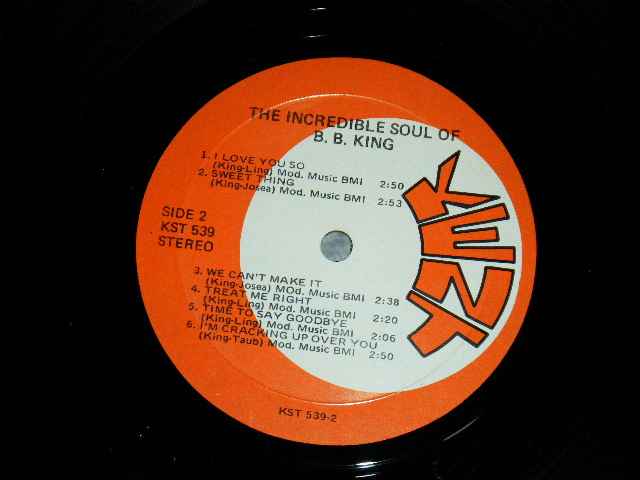 THE INCREDIBLE SOUL OF
B. B. KING
1. I LOVE YOU SO
(King-Ling) Mod. Music BMI 2:50
2. SWEET THING
(King-Josea) Mod. Music BMI 2:53
SIDE 2
KST 539
STEREO
3. WE CAN'T MAKE IT
(King-Josea) MOd. Music BMI 2:38
4. TREAT ME RIGHT
(King-Ling) Mod. Music BMI 2:20
5. TIME TO SAY GOODBYE
(King-Ling) Mod. Music BMI 2:06
6. I'M CRACKING UP OVER YOU
(King-Taub) Mod. Music BMI 2:50
KENT
KST 539-2